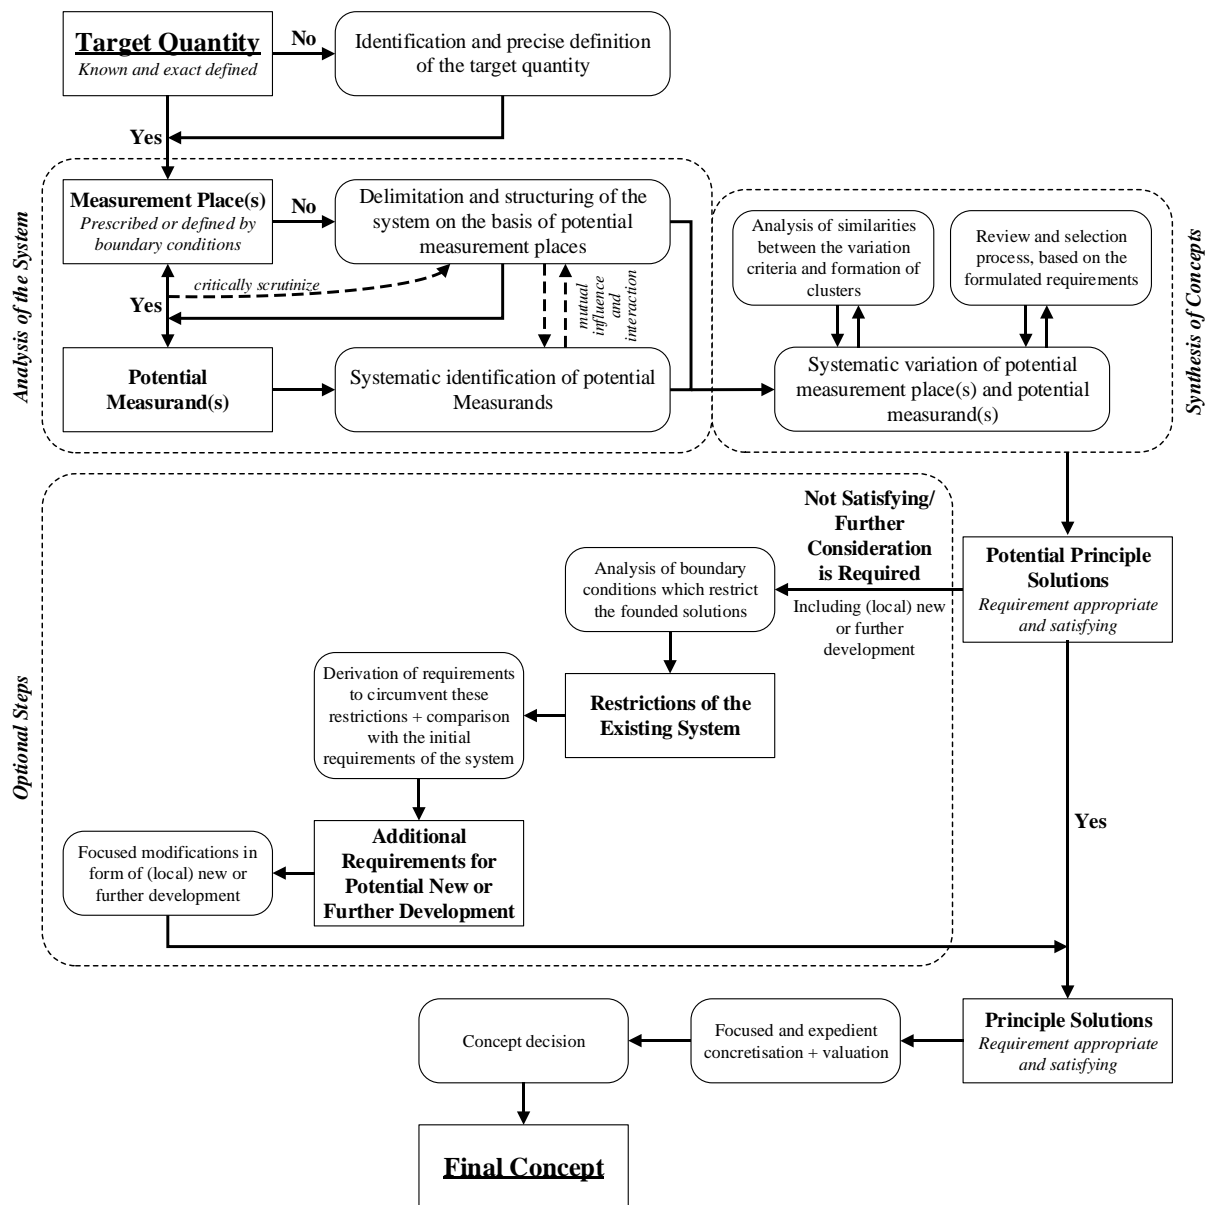 Target Quantity
Known and exact defined
No
Identification and precise definition
of the target quantity
Yes
Analysis of the System
Measurement Place(s)
Prescribed or defined by
boundary conditions
No
Delimitation and structuring of the
system on the basis of potential
measurement places
critically scrutinize
Yes
mutual
influence
and
interaction
Potential
Measurand(s)
Systematic identification of potential
Measurands
Synthesis of Concepts
Analysis of similarities
between the variation
criteria and formation of
clusters
Review and selection
process, based on the
formulated requirements
Systematic variation of potential
measurement place(s) and potential
measurand(s)
Optional Steps
Not Satisfying/
Further
Consideration
is Required
Including (local) new
or further
development
Potential Principle
Solutions
Requirement appropriate
and satisfying
Analysis of boundary
conditions which restrict
the founded solutions
Restrictions of the
Existing System
Derivation of requirements
to circumvent these
restrictions + comparison
with the initial
requirements of the system
Additional
Requirements for
Potential New or
Further Development
Focused modifications in
form of (local) new or
further development
Yes
Principle Solutions
Requirement appropriate
and satisfying
Focused and expedient
concretisation + valuation
Concept decision
Final Concept